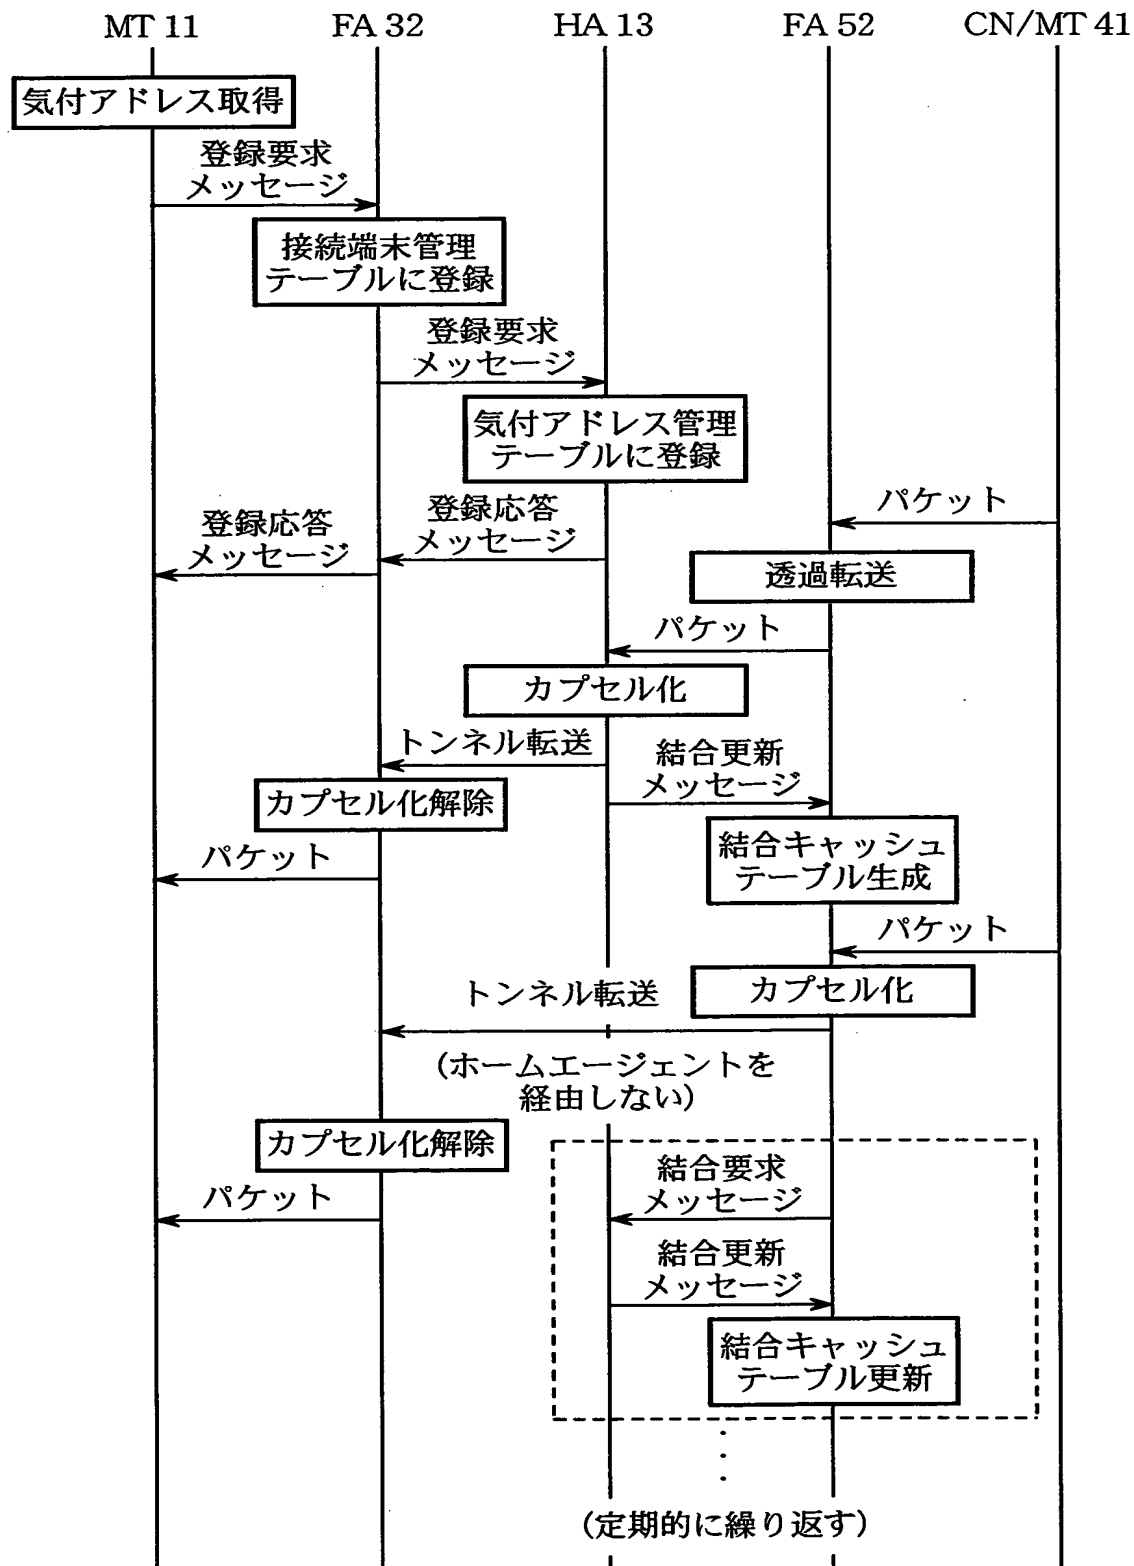 MT 11
FA 32
HA 13
FA 52
CN/MT 41
気付アドレス取得
登録要求
メッセージ
接続端末管理
テーブルに登録
登録要求
メッセージ
気付アドレス管理
テーブルに登録
パケット
登録応答
メッセージ
登録応答
メッセージ
透過転送
パケット
カプセル化
トンネル転送
結合更新
メッセージ
カプセル化解除
結合キャッシュ
テーブル生成
パケット
パケット
カプセル化
トンネル転送
(ホームエージェントを
経由しない)
カプセル化解除
結合要求
メッセージ
パケット
結合更新
メッセージ
結合キャッシュ
テーブル更新
(定期的に繰り返す)